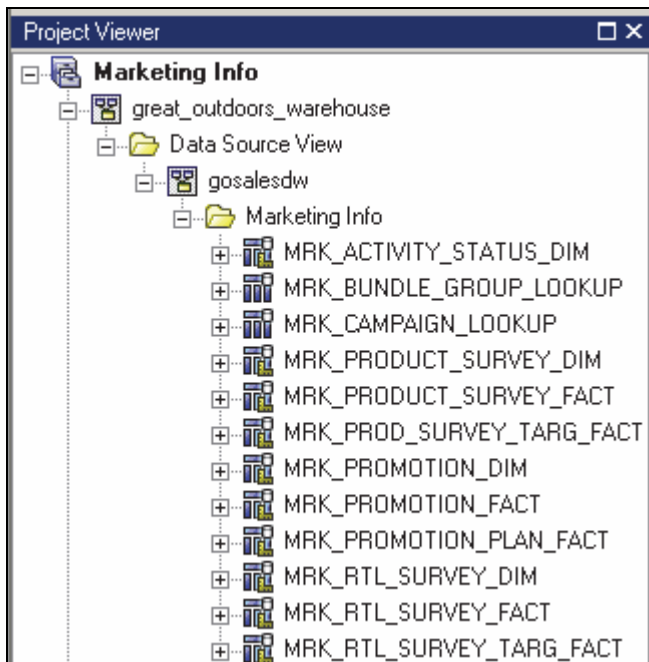 Project Viewer
Marketing Info
great_outdoors_warehouse
Data Source View
gosalesdw
Marketing Info
MRK_ACTIVITY_STATUS_DIM
MRK_BUNDLE_GROUP_LOOKUP
MRK_CAMPAIGN_LOOKUP
MRK_PRODUCT_SURVEY_DIM
MRK_PRODUCT_SURVEY_FACT
MRK_PROD_SURVEY_TARG_FACT
MRK_PROMOTION_DIM
MRK_PROMOTION_FACT
MRK_PROMOTION_PLAN_FACT
MRK_RTL_SURVEY_DIM
MRK_RTL_SURVEY_FACT
MRK_RTL_SURVEY_TARG_FACT